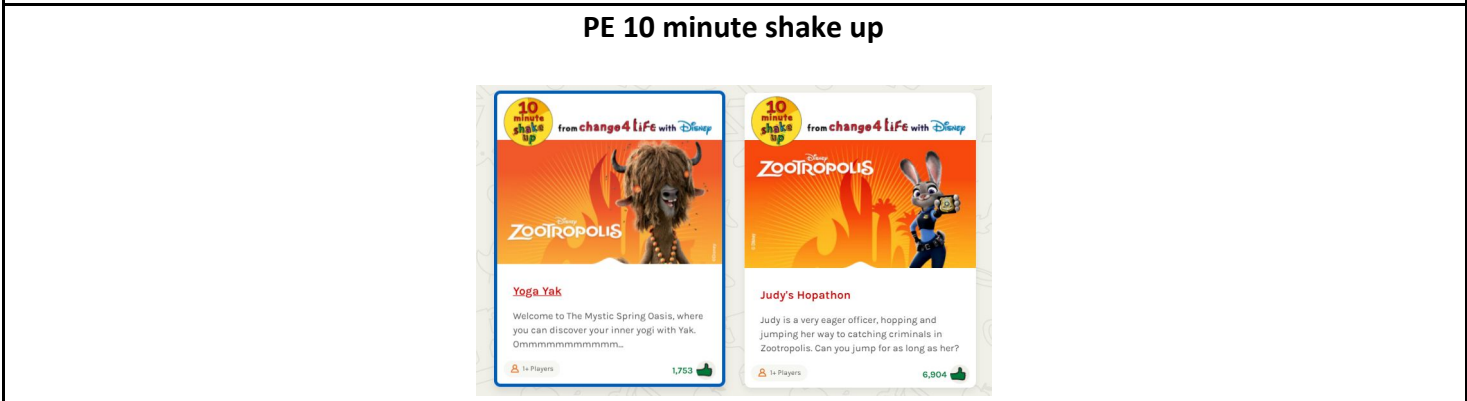 PE 10 minute shake up
10
minute
shake
up
from change4LiFe with Disney
Disney
ZOOTROPOLIS
Yoga Yak
Welcome to The Mystic Spring Oasis, where
you can discover your inner yogi with Yak.
Ommmmmmmmmmm...
1+ Players
1,753
10
minute
shake
up
from change4LiFe with Disney
Disney
ZOOTROPOLIS
Judy's Hopathon
Judy is a very eager officer, hopping and
jumping her way to catching criminals in
Zootropolis. Can you jump for as long as her?
1+ Players
6,904